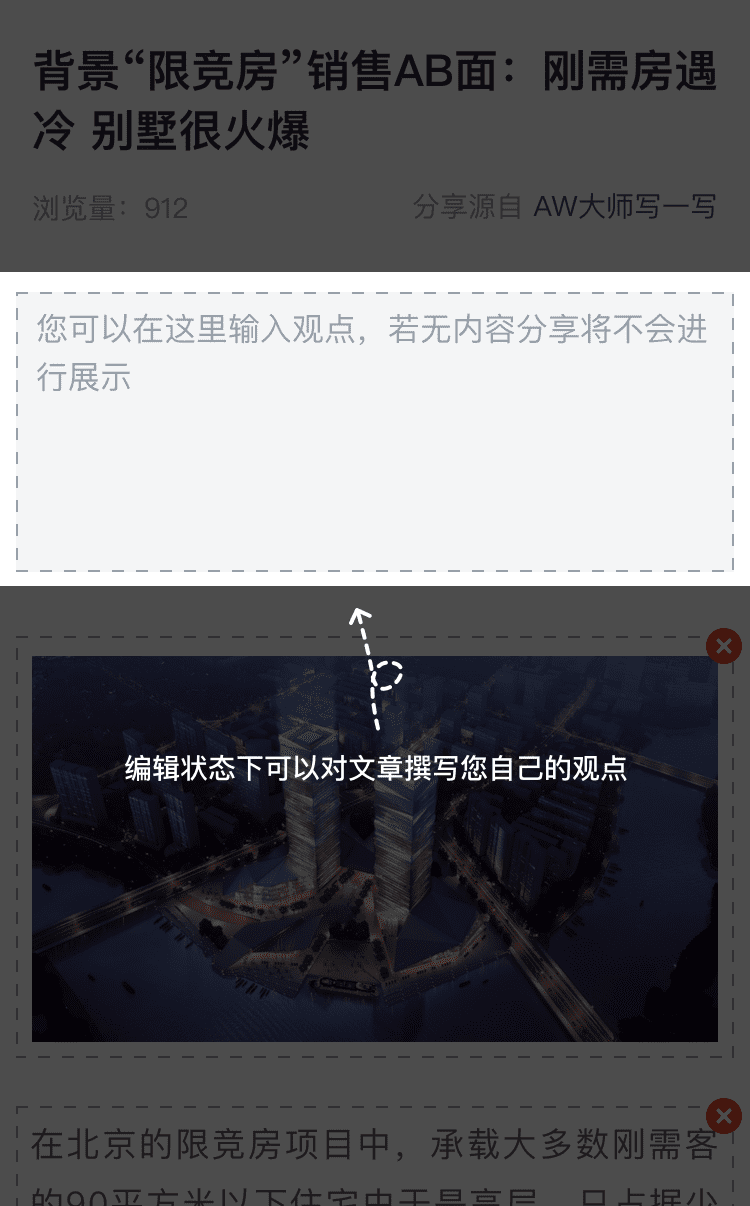 背景“限竞房”销售AB面：刚需房遇
冷 别墅很火爆
浏览量：912 分享源自 AW大师写一写
您可以在这里输入观点，若无内容分享将不会进
行展示
编辑状态下可以对文章撰写您自己的观点
在北京的限竞房项目中，承载大多数刚需客
的90平方米以下住宅由于是高层，只占据少